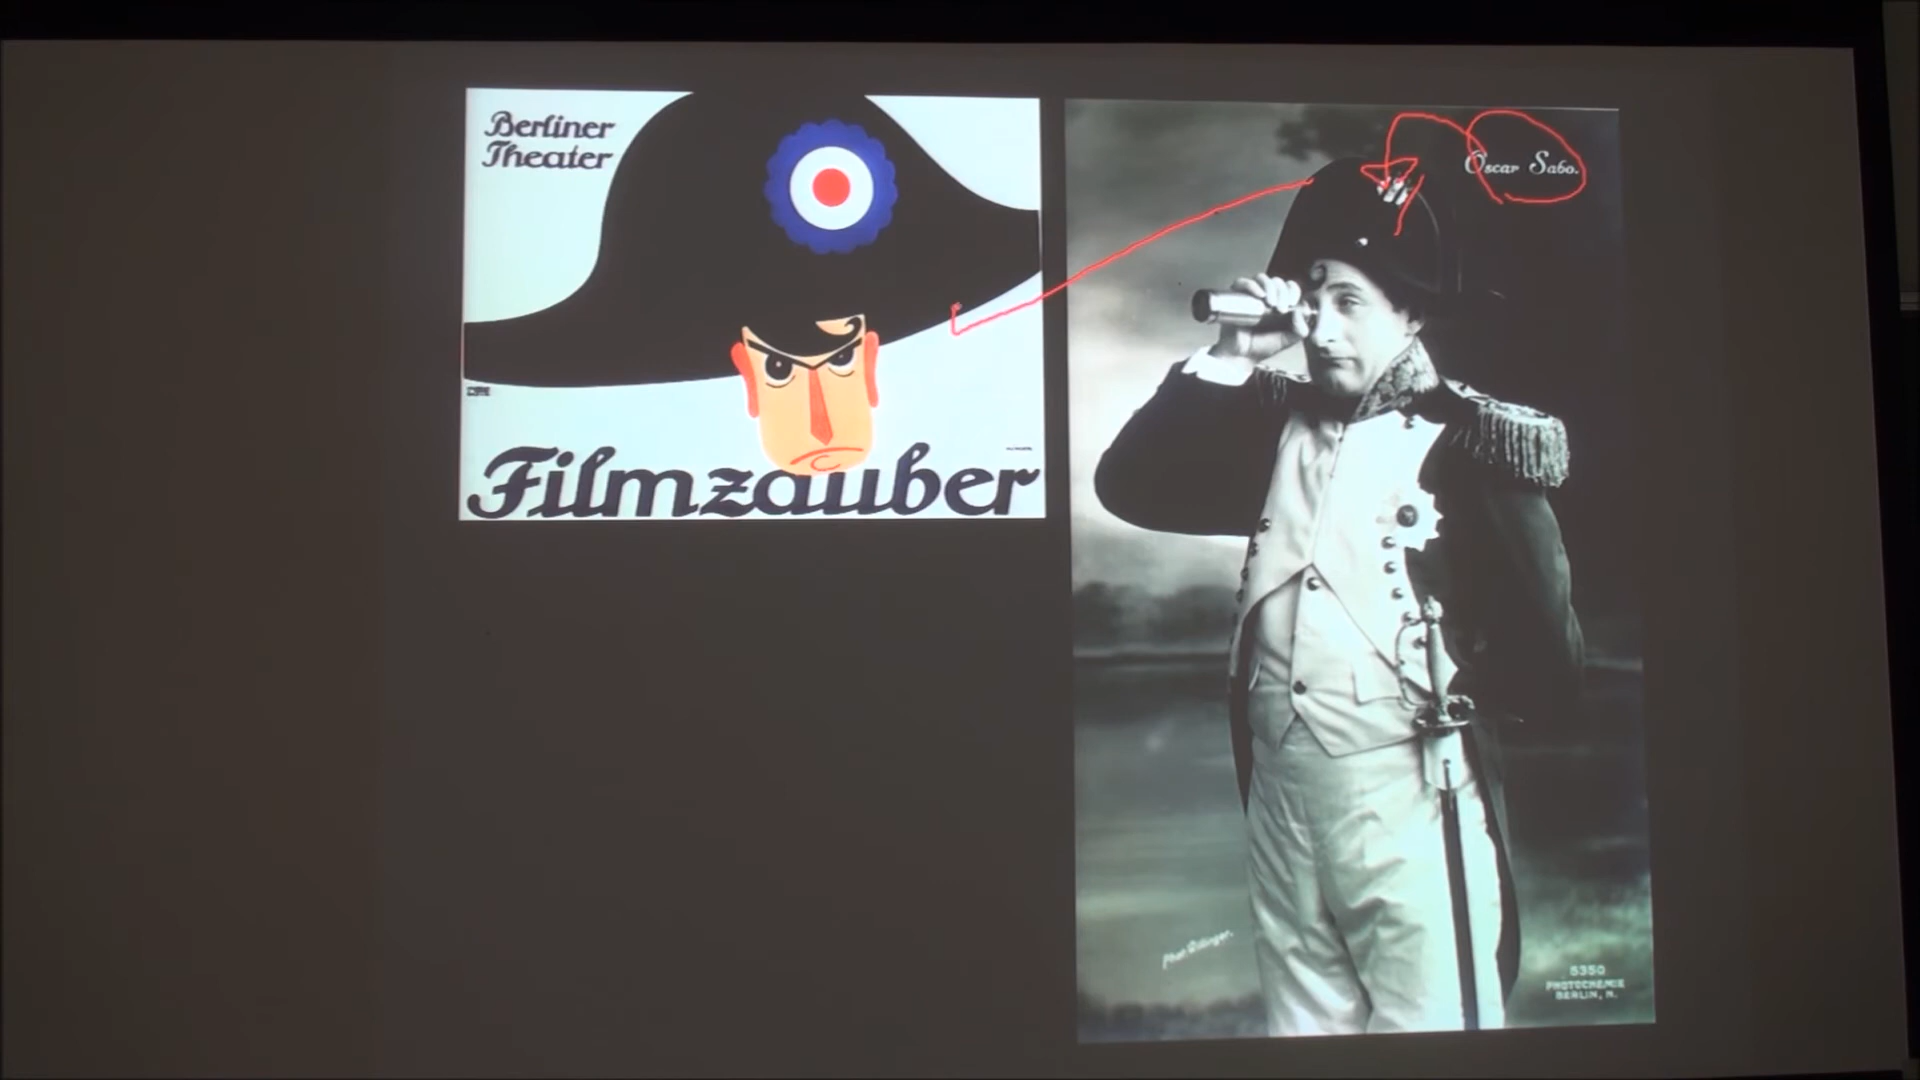 Berliner
Theater
Filmzauber
Oscar Sabo.
5350
PHOTOCHEMIE
BERLIN, N.